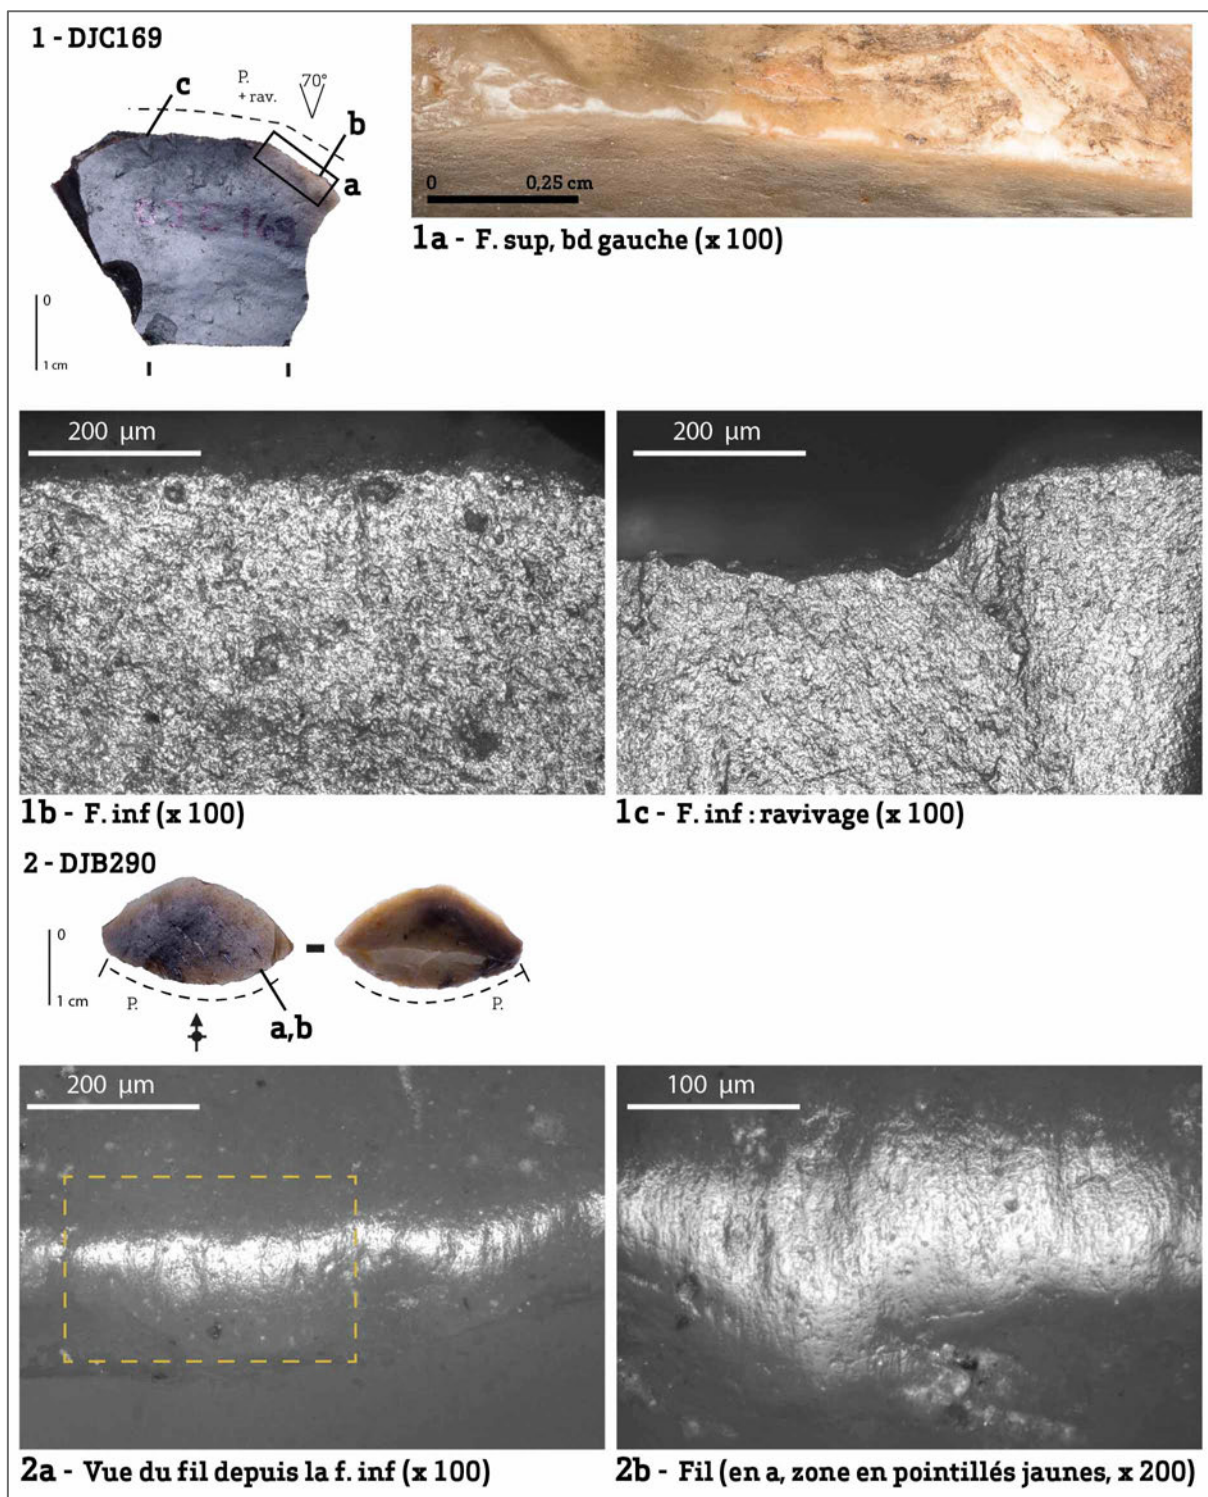 1 - DJC169
c
P.
+ rav.
70°
b
a
DJC 169
0
1 cm
0
0,25 cm
1a - F. sup, bd gauche (x 100)
200 µm
200 µm
1b - F. inf (x 100)
1c - F. inf : ravivage (x 100)
2 - DJB290
0
1 cm
P.
a,b
P.
200 µm
100 µm
2a - Vue du fil depuis la f. inf (x 100)
2b - Fil (en a, zone en pointillés jaunes, x 200)